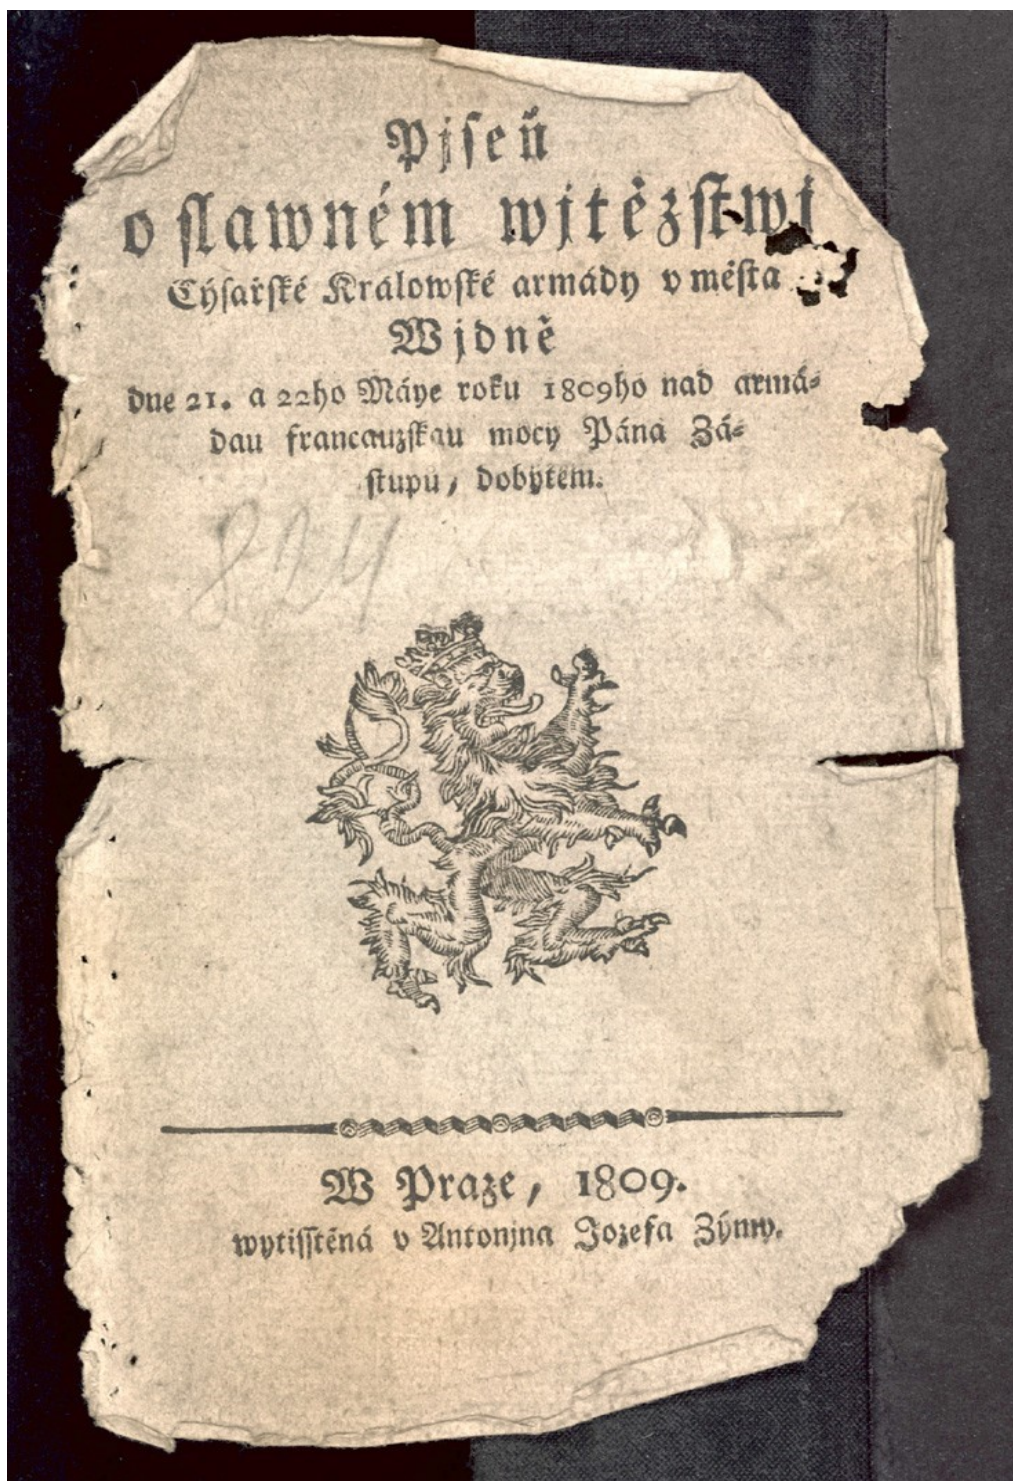 Pjseň
o slawném wjtězstwj
Cýsařské Králowské armády v města
Wjdně
dne 21. a 22ho Máye roku 1809ho nad armá-
dau francauzskau mocy Pána Zá-
stupů, dobytém.
824
W Praze, 1809.
wytisstěná v Antonjna Jozefa Zýmy.